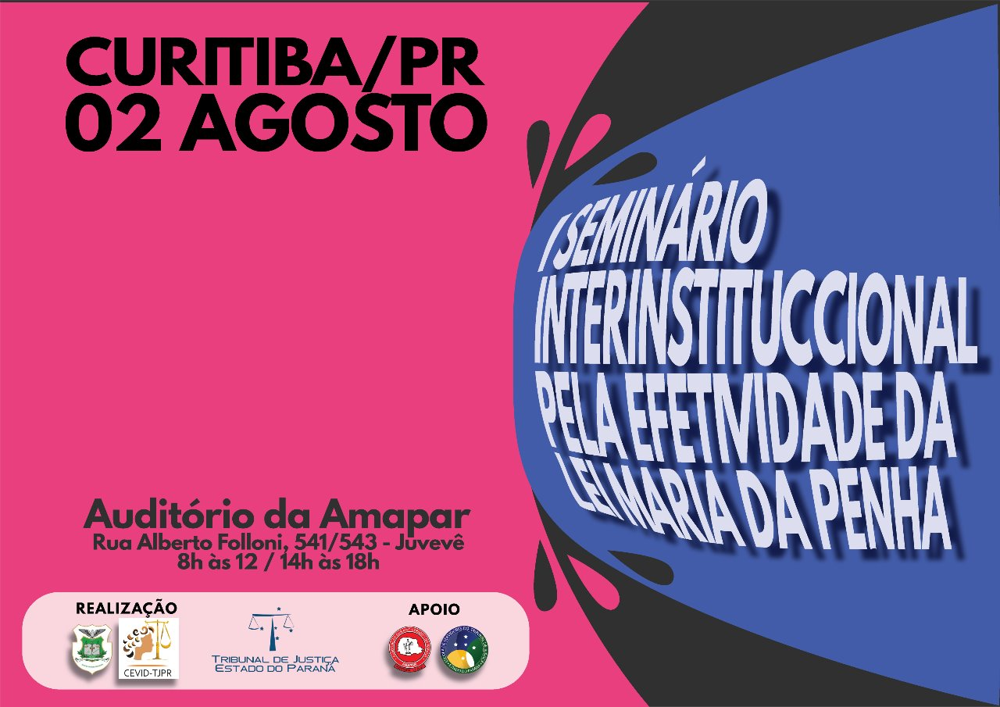 CURITIBA/PR
02 AGOSTO
I SEMINÁRIO
INTERINSTITUCCIONAL
PELA EFETIVIDADE DA
LEI MARIA DA PENHA
Auditório da Amapar
Rua Alberto Folloni, 541/543 - Juvevê
8h às 12 / 14h às 18h
REALIZAÇÃO
CEVID-TJPR
TRIBUNAL DE JUSTIÇA
ESTADO DO PARANÁ
APOIO
AMAPAR